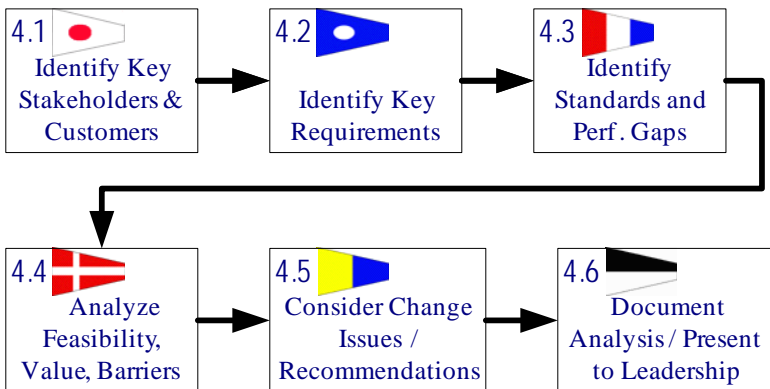 4.1
Identify Key
Stakeholders &
Customers
4.2
Identify Key
Requirements
4.3
Identify
Standards and
Perf. Gaps
4.4
Analyze
Feasibility,
Value, Barriers
4.5
Consider Change
Issues /
Recommendations
4.6
Document
Analysis / Present
to Leadership